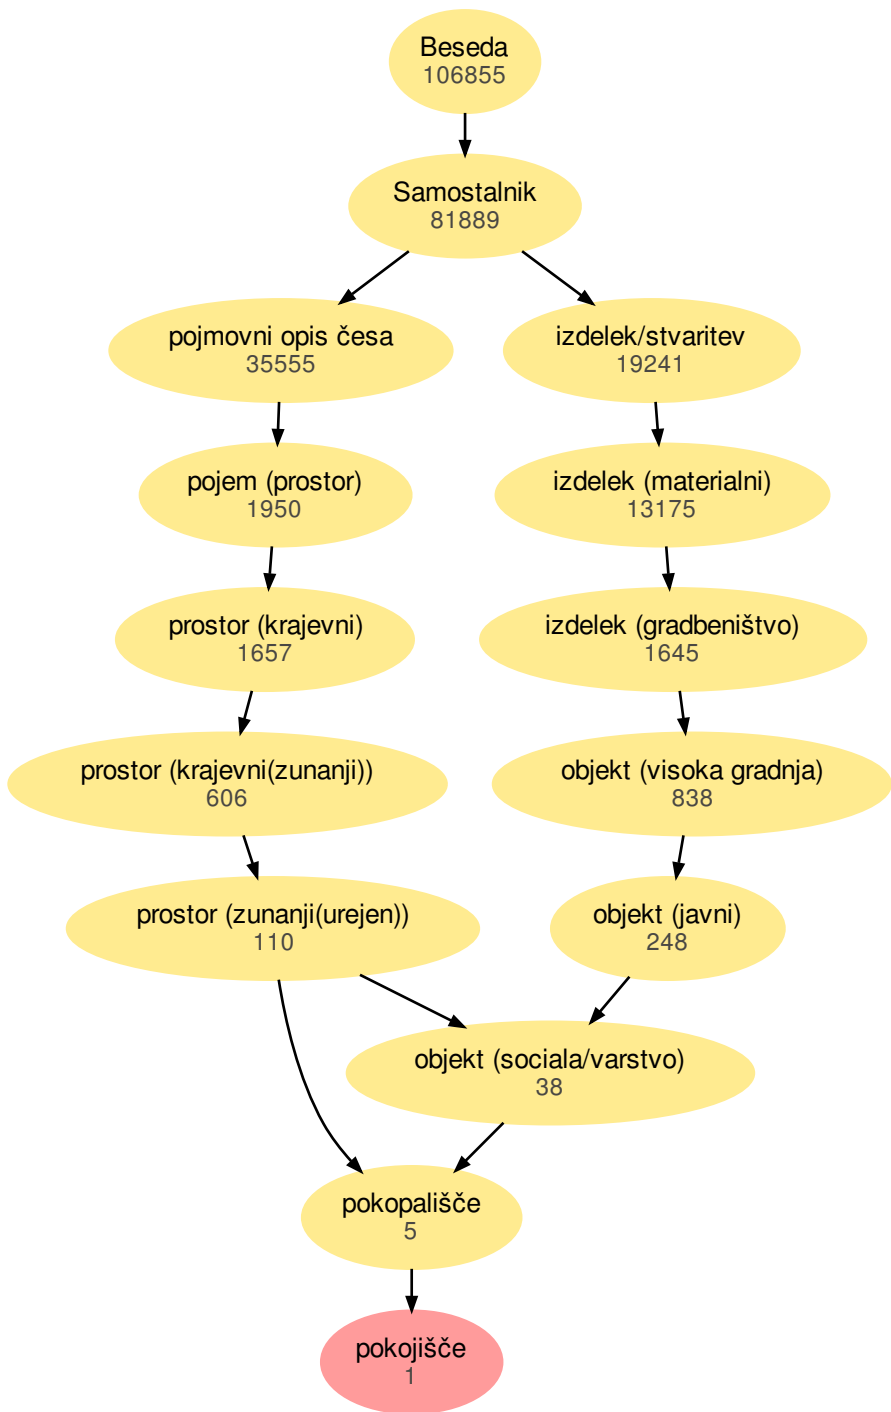 Beseda
106855
Samostalnik
81889
pojmovni opis česa
35555
izdelek/stvaritev
19241
pojem (prostor)
1950
izdelek (materialni)
13175
prostor (krajevni)
1657
izdelek (gradbeništvo)
1645
prostor (krajevni(zunanji))
606
objekt (visoka gradnja)
838
prostor (zunanji(urejen))
110
objekt (javni)
248
objekt (sociala/varstvo)
38
pokopališče
5
pokojišče
1